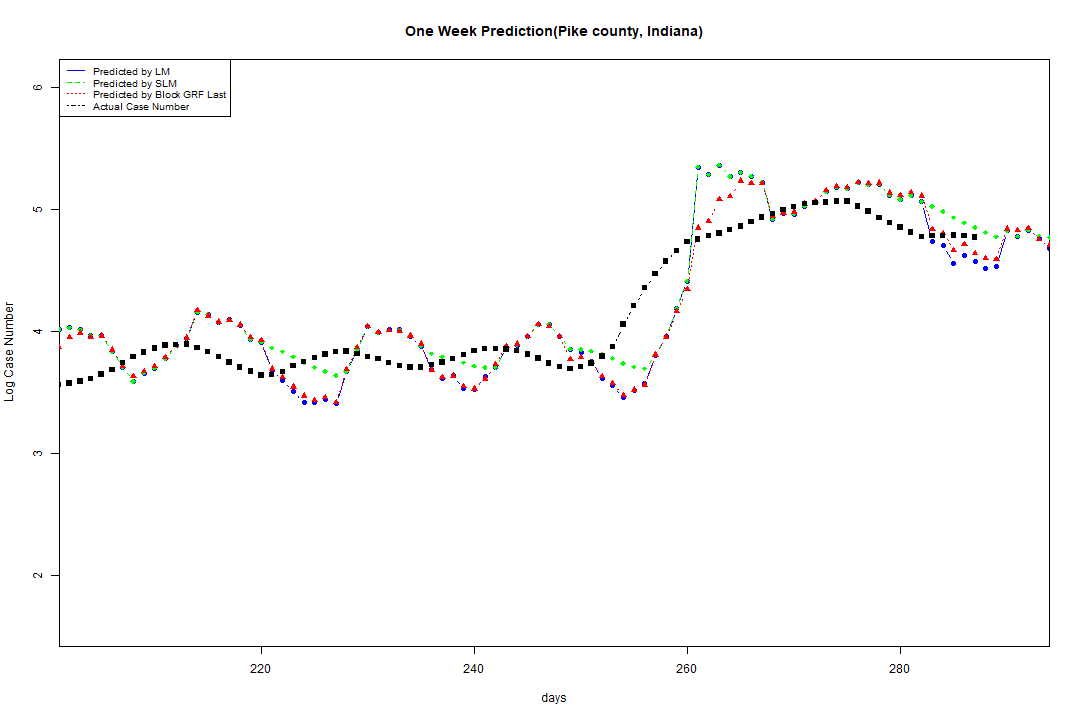 One Week Prediction(Pike county, Indiana)
Predicted by LM
Predicted by SLM
Predicted by Block GRF Last
Actual Case Number
6
5
4
3
2
Log Case Number
220 240 260 280
days